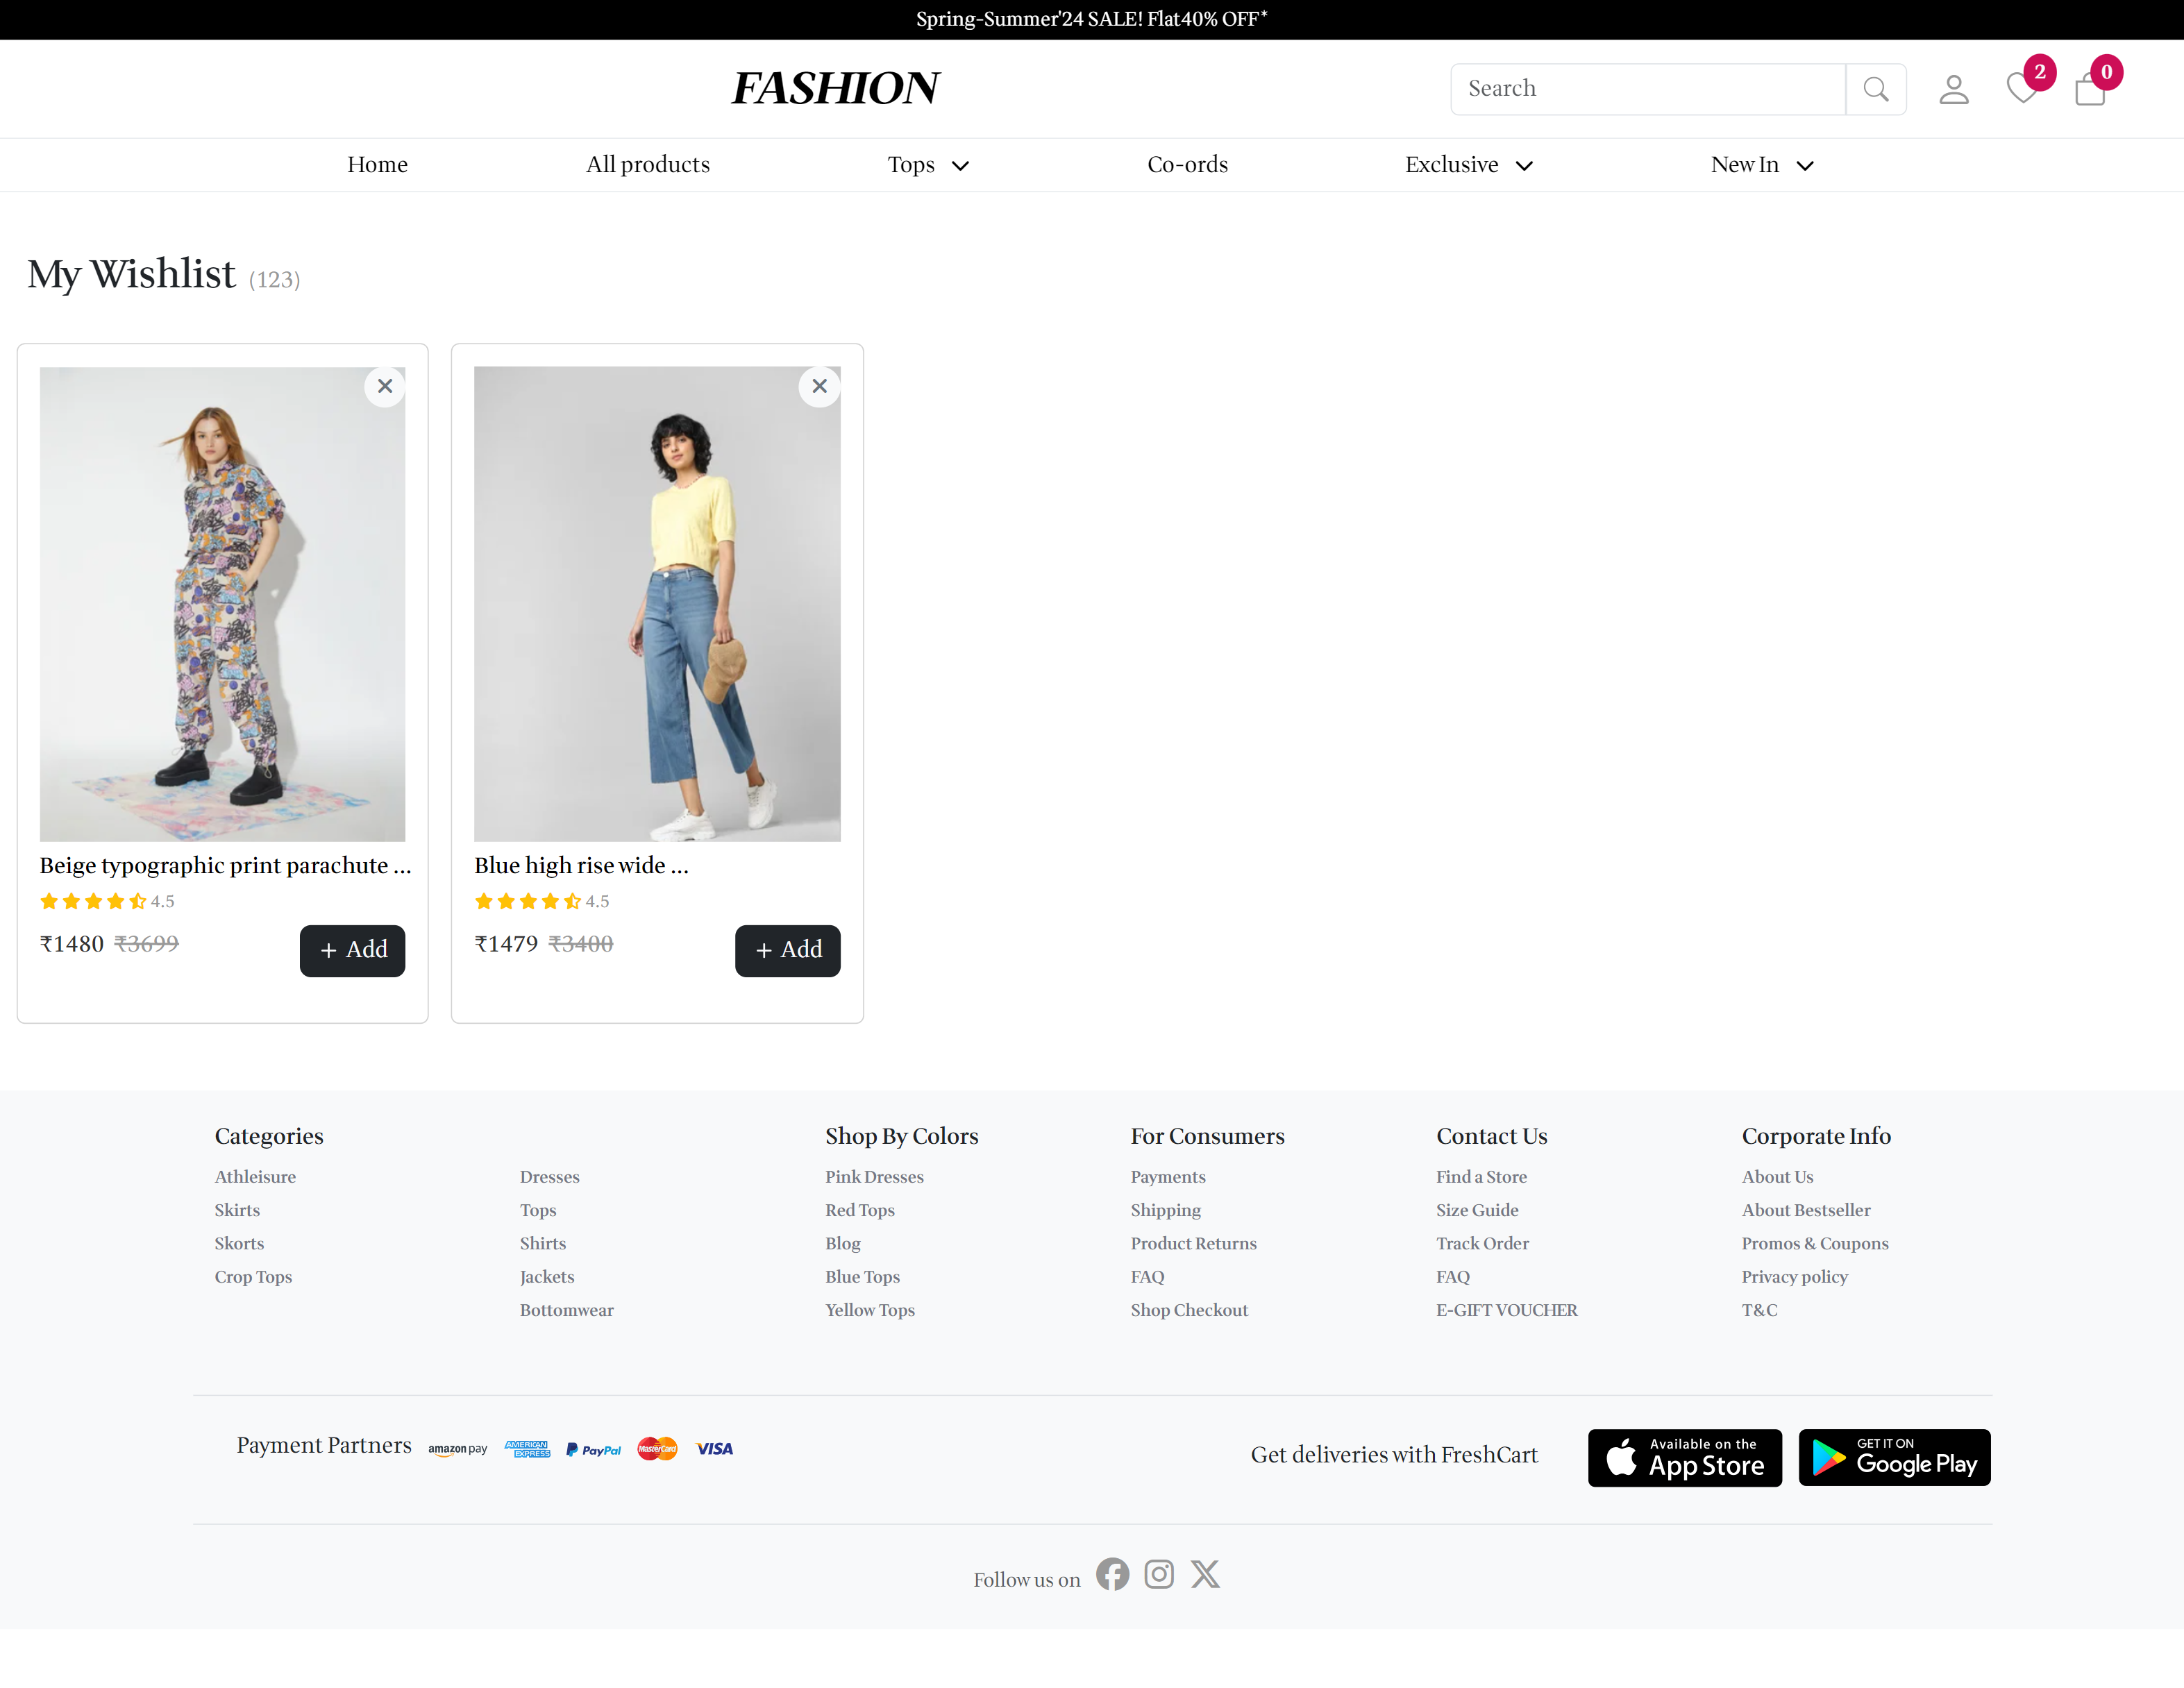 Spring-Summer'24 SALE! Flat40% OFF*
FASHION
Search
2
0
Home
All products
Tops
Co-ords
Exclusive
New In
My Wishlist (123)
Beige typographic print parachute ...
4.5
₹1480 ₹3699
+ Add
Blue high rise wide ...
4.5
₹1479 ₹3400
+ Add
Categories
Athleisure
Skirts
Skorts
Crop Tops
Dresses
Tops
Shirts
Jackets
Bottomwear
Shop By Colors
Pink Dresses
Red Tops
Blog
Blue Tops
Yellow Tops
For Consumers
Payments
Shipping
Product Returns
FAQ
Shop Checkout
Contact Us
Find a Store
Size Guide
Track Order
FAQ
E-GIFT VOUCHER
Corporate Info
About Us
About Bestseller
Promos & Coupons
Privacy policy
T&C
Payment Partners
amazon pay
AMERICAN
EXPRESS
PayPal
MasterCard
VISA
Get deliveries with FreshCart
Available on the
App Store
GET IT ON
Google Play
Follow us on